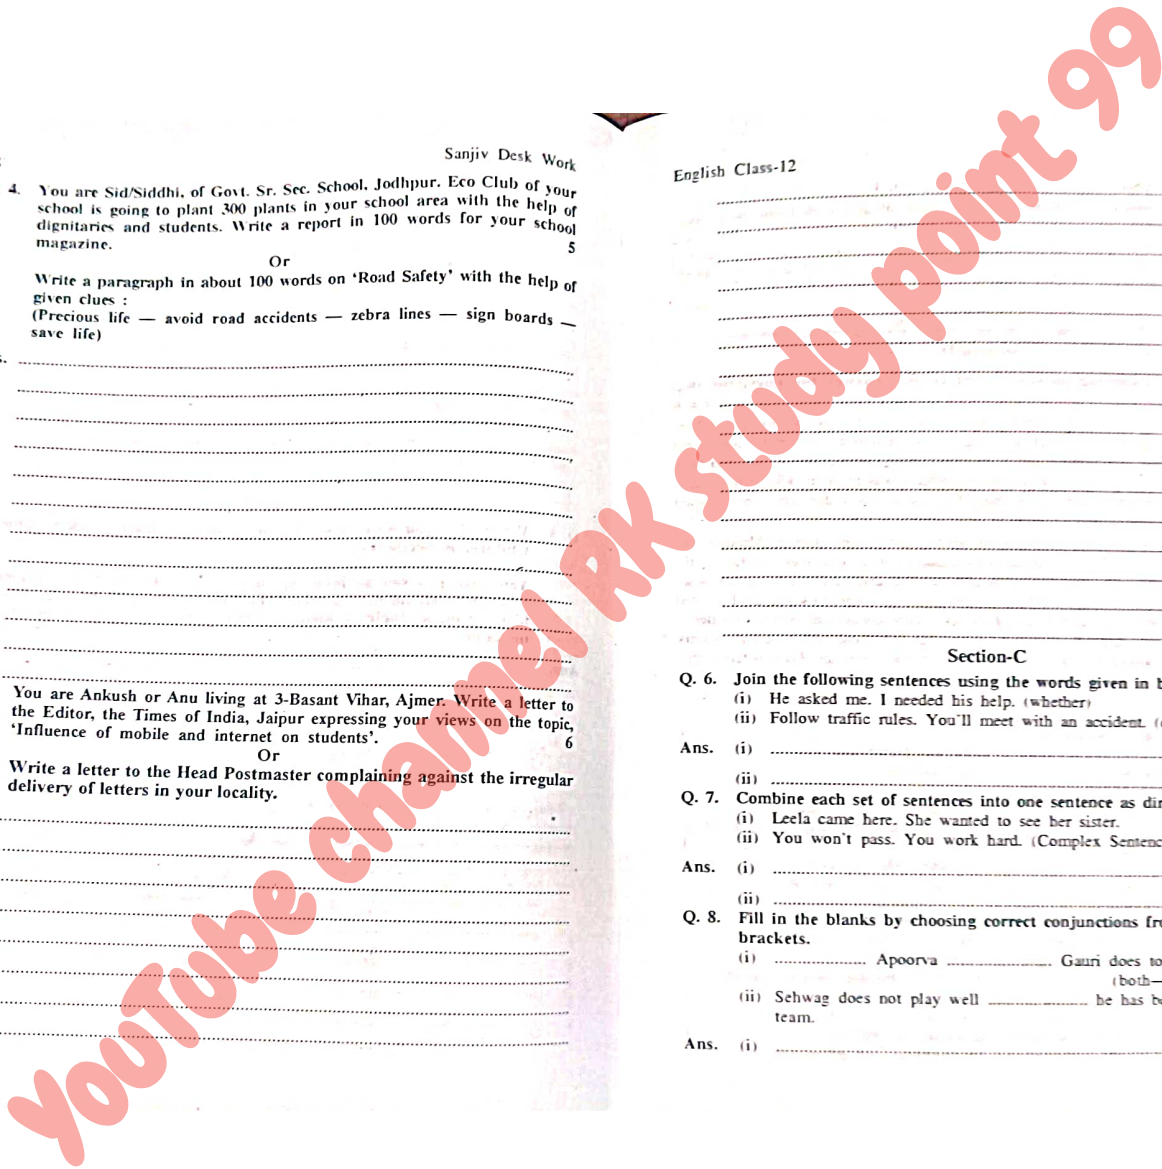 Sanjiv Desk Work
4. You are Sid/Siddhi, of Govt. Sr. Sec. School, Jodhpur. Eco Club of your
school is going to plant 300 plants in your school area with the help of
dignitaries and students. Write a report in 100 words for your school
magazine. 5
Or
Write a paragraph in about 100 words on ‘Road Safety’ with the help of
given clues :
(Precious life — avoid road accidents — zebra lines — sign boards —
save life)
You are Ankush or Anu living at 3-Basant Vihar, Ajmer. Write a letter to
the Editor, the Times of India, Jaipur expressing your views on the topic,
‘Influence of mobile and internet on students’. 6
Or
Write a letter to the Head Postmaster complaining against the irregular
delivery of letters in your locality.
English Class-12
Section-C
Q. 6. Join the following sentences using the words given in
(i) He asked me. I needed his help. (whether)
(ii) Follow traffic rules. You'll meet with an accident.
Ans. (i)
(ii)
Q. 7. Combine each set of sentences into one sentence as
(i) Leela came here. She wanted to see her sister.
(ii) You won't pass. You work hard. (Complex
Ans. (i)
(ii)
Q. 8. Fill in the blanks by choosing correct conjunctions
brackets.
(i) .................... Apoorva .................... Gauri does
(both—
(ii) Sehwag does not play well .................... he has
team.
Ans. (i)
YouTube channel RK study point 99